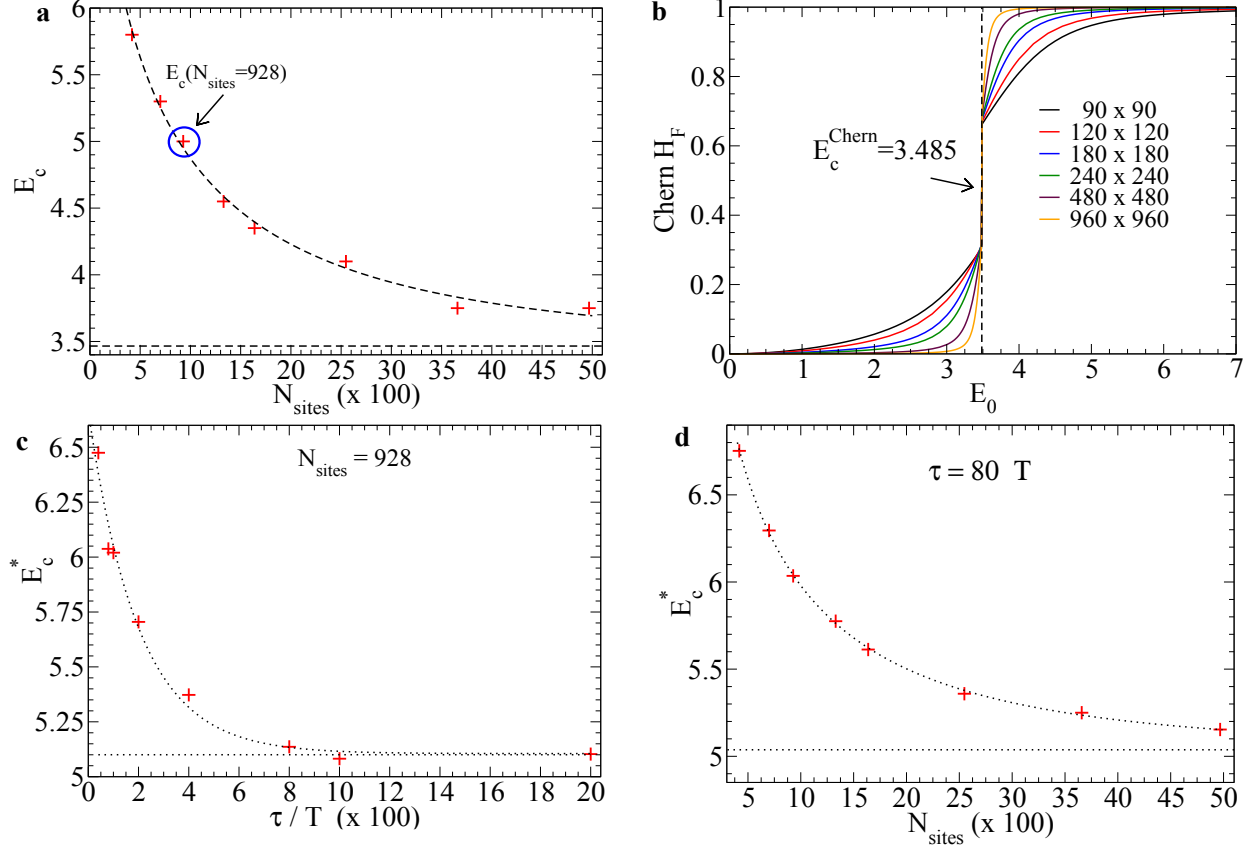 a
6
5.5
5
4.5
4
3.5
E_c
E_c(N_sites=928)
0 5 10 15 20 25 30 35 40 45 50
N_sites (x 100)
b
1
0.8
0.6
0.4
0.2
0
Chern H_F
E_c^Chern=3.485
90 x 90
120 x 120
180 x 180
240 x 240
480 x 480
960 x 960
0 1 2 3 4 5 6 7
E_0
c
N_sites = 928
6.5
6.25
6
5.75
5.5
5.25
5
E_c^*
0 2 4 6 8 10 12 14 16 18 20
τ / T (x 100)
d
τ = 80 T
6.5
6
5.5
5
E_c^*
5 10 15 20 25 30 35 40 45 50
N_sites (x 100)